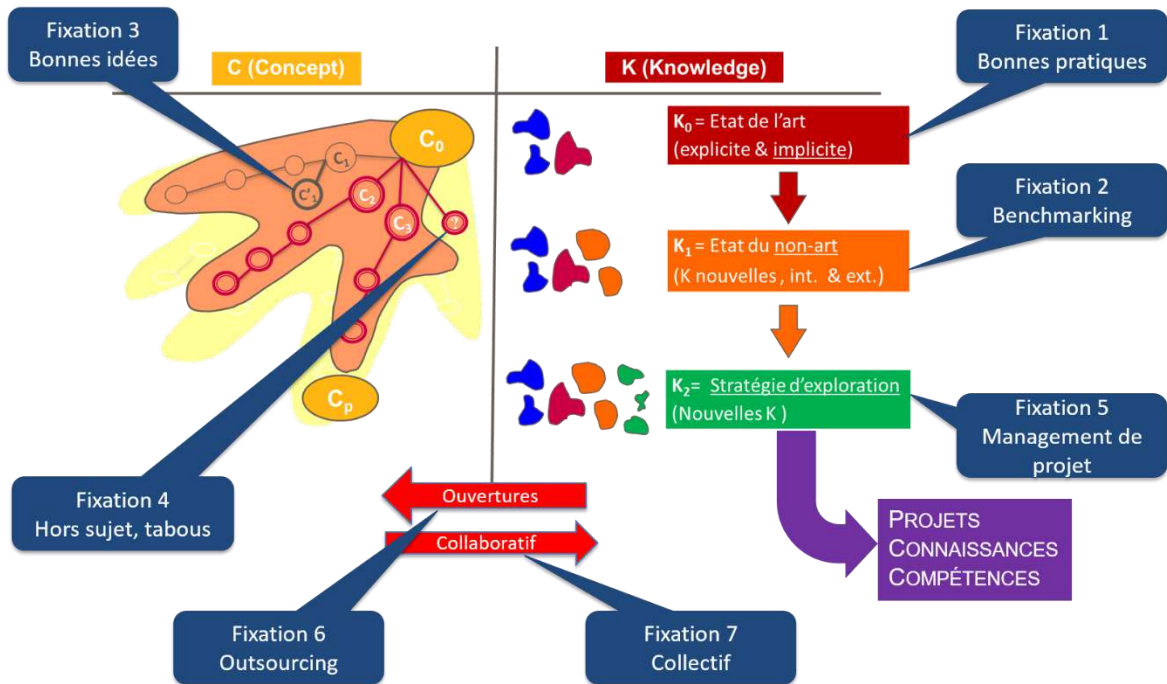 Fixation 3
Bonnes idées
Fixation 1
Bonnes pratiques
C (Concept)
K (Knowledge)
C0
C1
C'1
C2
C3
?
Cp
K0 = Etat de l'art
(explicite & implicite)
Fixation 2
Benchmarking
K1 = Etat du non-art
(K nouvelles , int. & ext.)
K2= Stratégie d'exploration
(Nouvelles K )
Fixation 5
Management de
projet
Fixation 4
Hors sujet, tabous
Ouvertures
Collaboratif
PROJETS
CONNAISSANCES
COMPÉTENCES
Fixation 6
Outsourcing
Fixation 7
Collectif